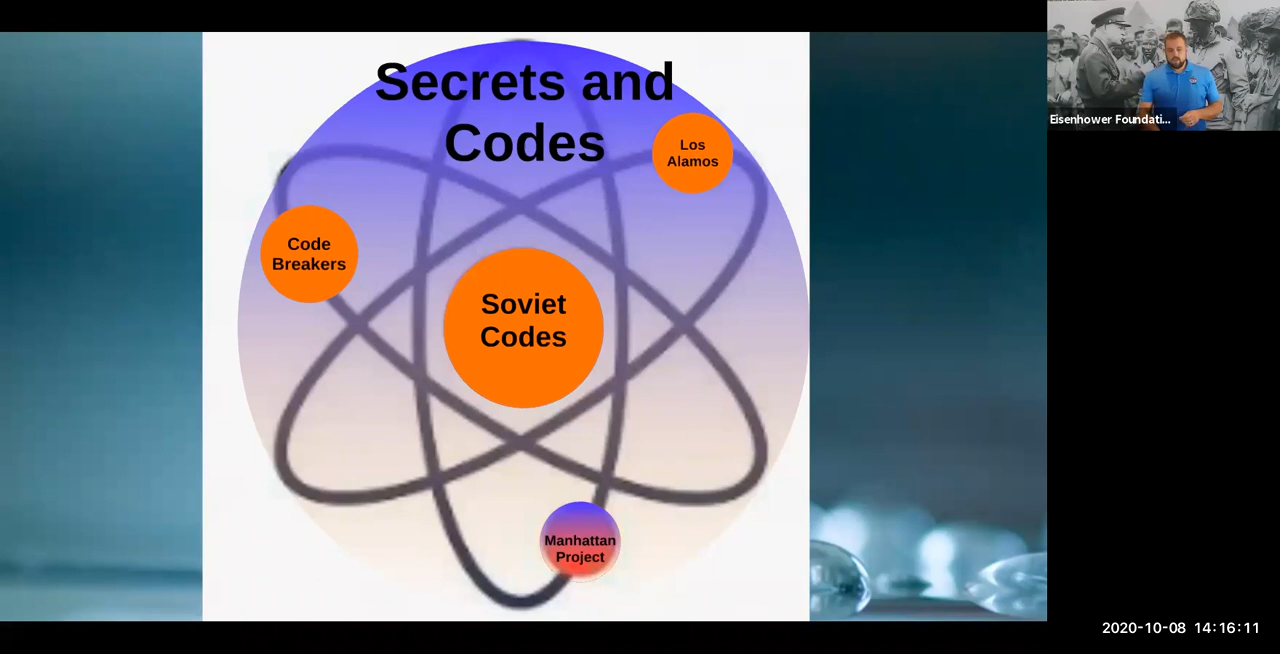 Secrets and
Codes
Los
Alamos
Code
Breakers
Soviet
Codes
Manhattan
Project
Eisenhower Foundati...
2020-10-08 14:16:11